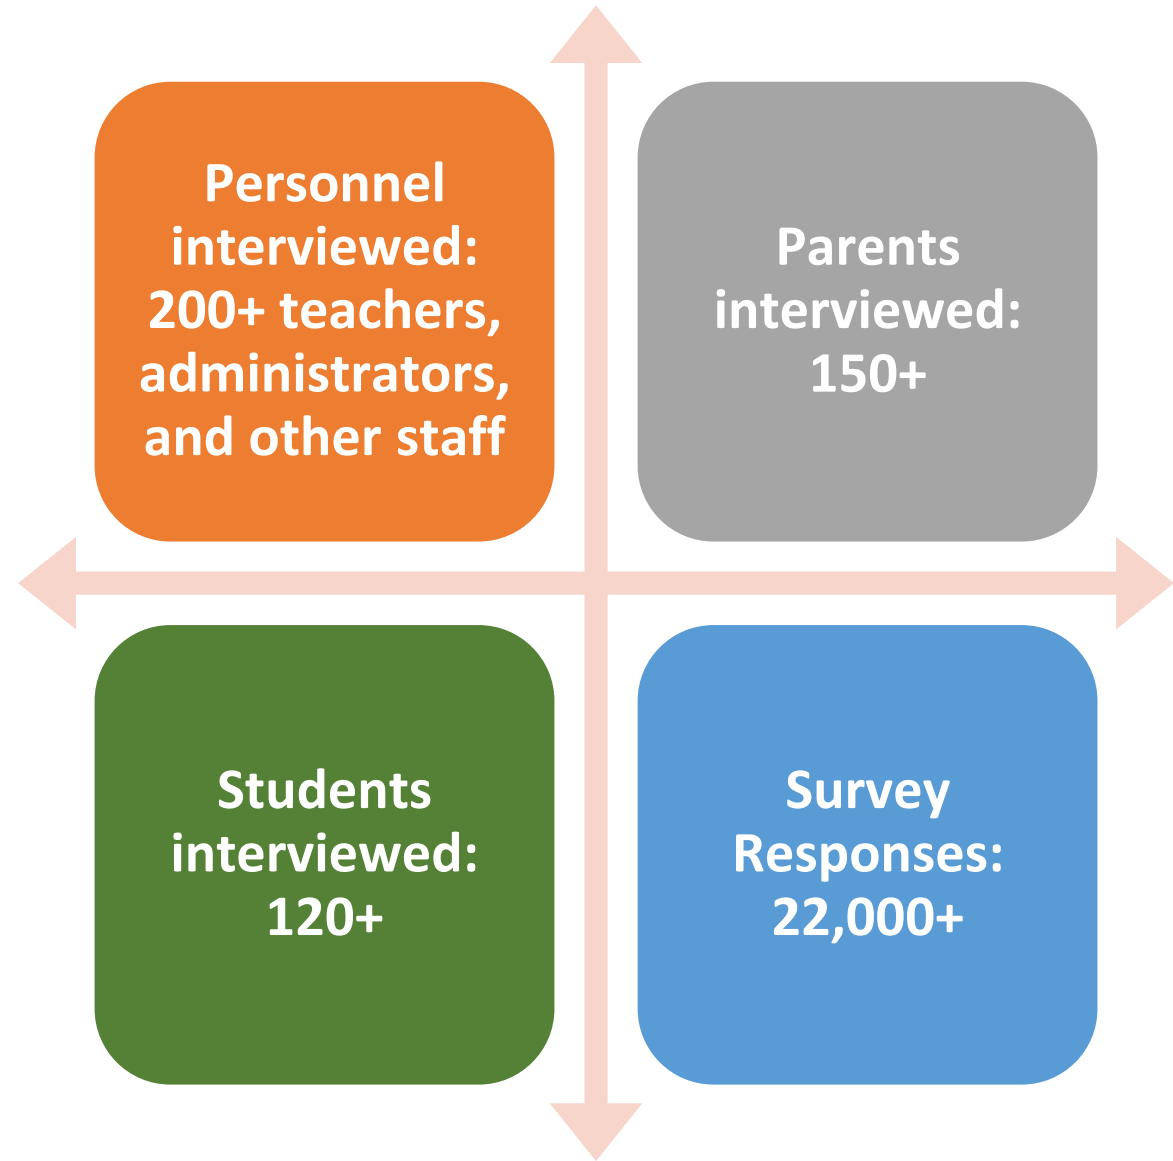 Personnel
interviewed:
200+ teachers,
administrators,
and other staff
Parents
interviewed:
150+
Students
interviewed:
120+
Survey
Responses:
22,000+